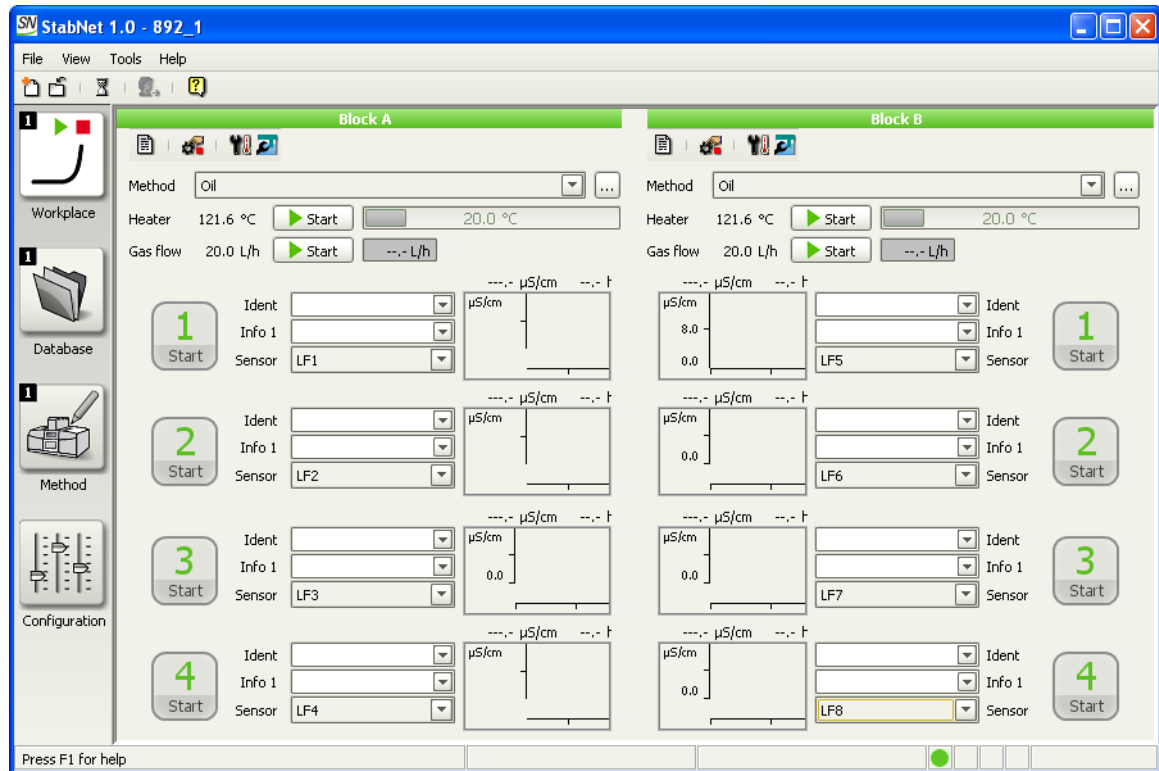 SN StabNet 1.0 - 892_1
File View Tools Help
1
Workplace
1
Database
1
Method
Configuration
Block A
Method Oil ...
Heater 121.6 °C Start 20.0 °C
Gas flow 20.0 L/h Start --,- L/h
---,- µS/cm --,- h
1 Start
Ident
Info 1
Sensor LF1
µS/cm
---,- µS/cm --,- h
2 Start
Ident
Info 1
Sensor LF2
µS/cm
---,- µS/cm --,- h
3 Start
Ident
Info 1
Sensor LF3
µS/cm
0.0
---,- µS/cm --,- h
4 Start
Ident
Info 1
Sensor LF4
µS/cm
Block B
Method Oil ...
Heater 121.6 °C Start 20.0 °C
Gas flow 20.0 L/h Start --,- L/h
---,- µS/cm --,- h
µS/cm
8.0
0.0
Ident
Info 1
LF5 Sensor
1 Start
---,- µS/cm --,- h
µS/cm
0.0
Ident
Info 1
LF6 Sensor
2 Start
---,- µS/cm --,- h
µS/cm
0.0
Ident
Info 1
LF7 Sensor
3 Start
---,- µS/cm --,- h
µS/cm
0.0
Ident
Info 1
LF8 Sensor
4 Start
Press F1 for help